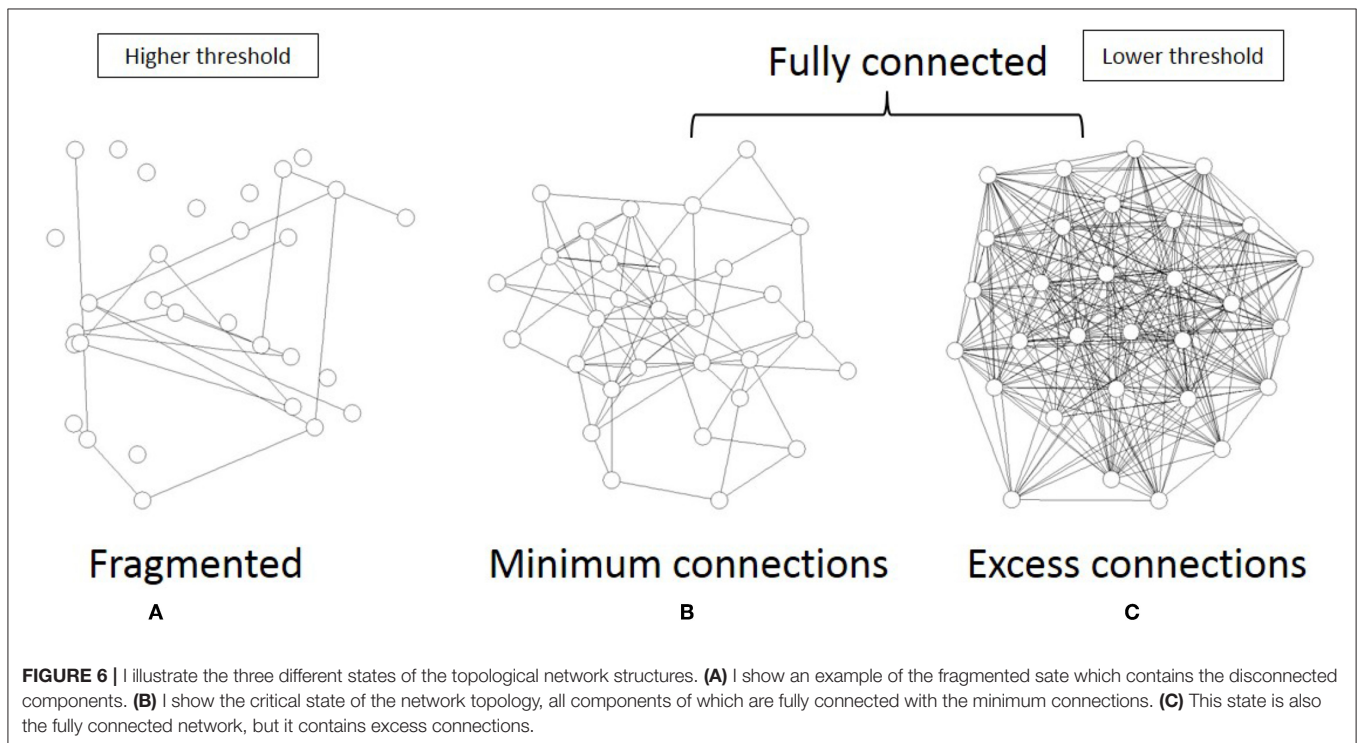 Higher threshold
Fully connected
Lower threshold
Fragmented
Minimum connections
Excess connections
A
B
C
FIGURE 6 | I illustrate the three different states of the topological network structures. (A) I show an example of the fragmented sate which contains the disconnected
components. (B) I show the critical state of the network topology, all components of which are fully connected with the minimum connections. (C) This state is also
the fully connected network, but it contains excess connections.